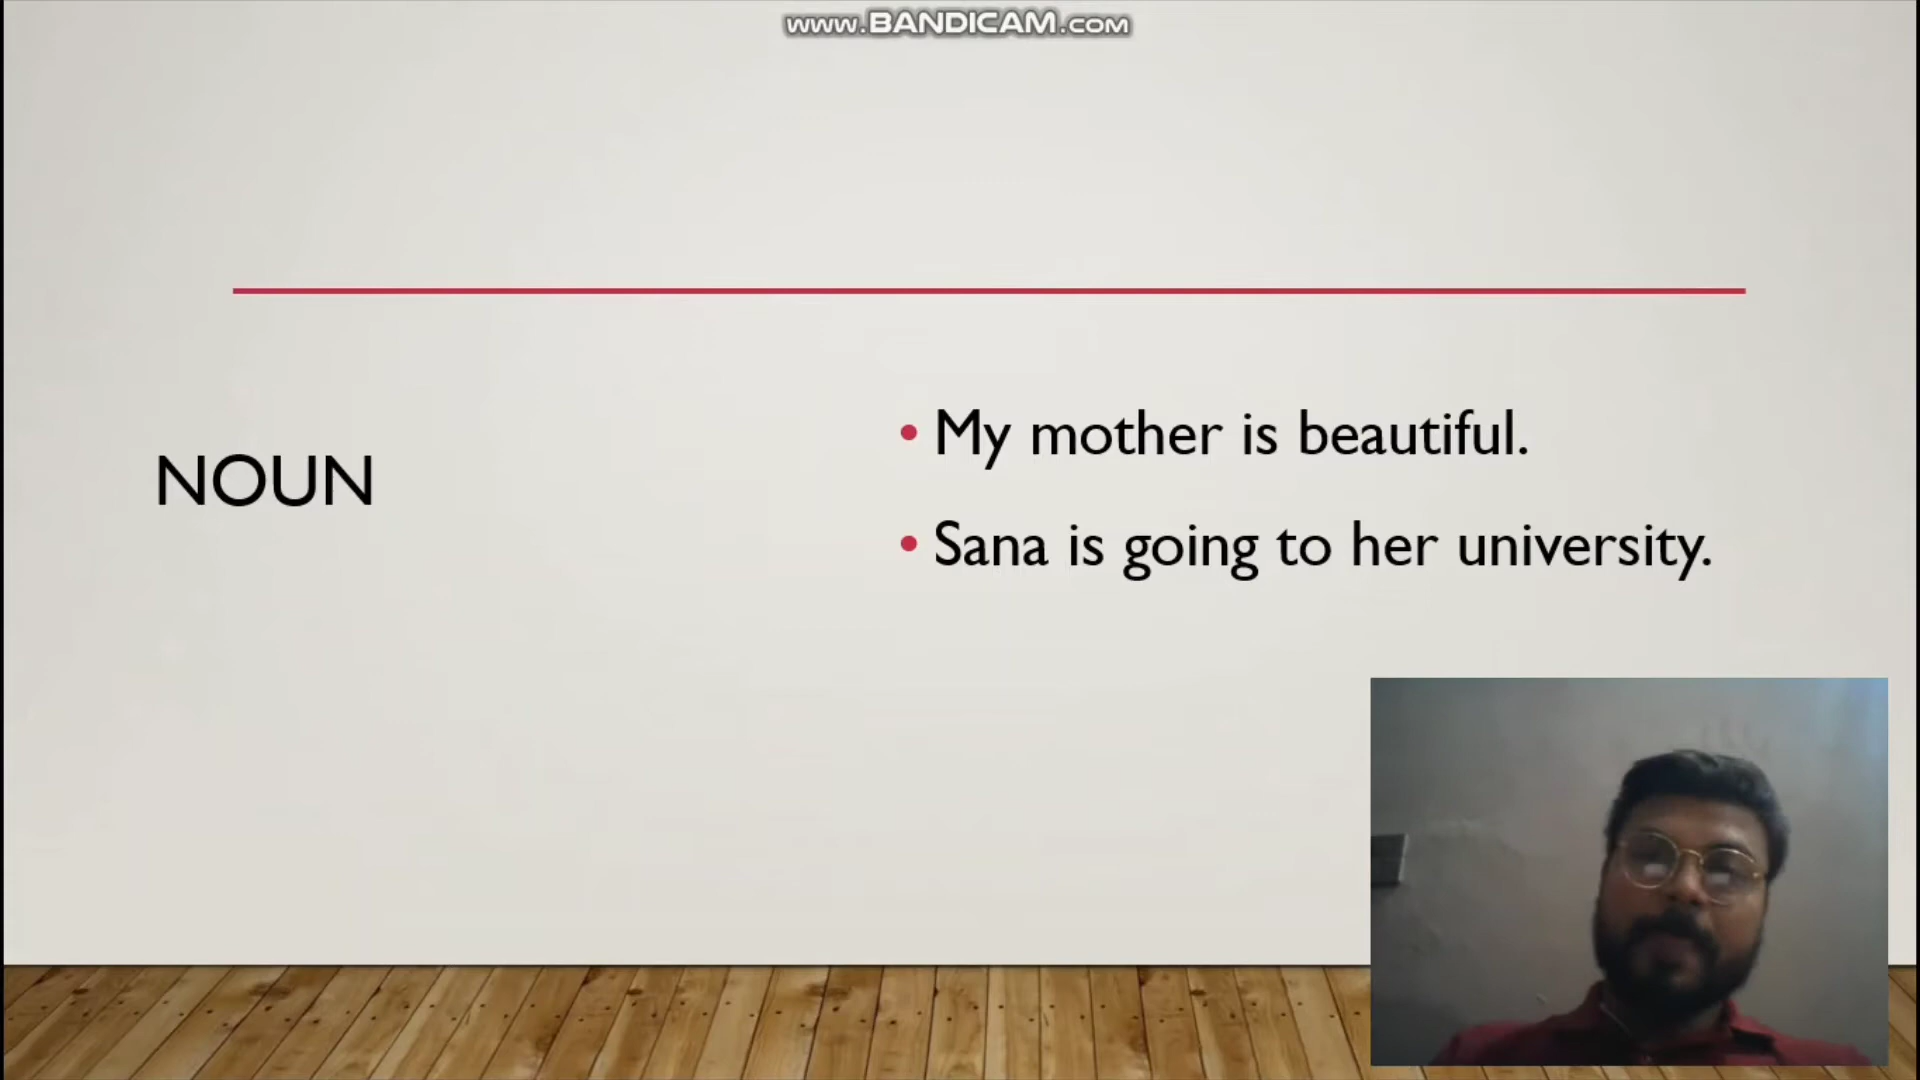 www.BANDICAM.com
NOUN
• My mother is beautiful.
• Sana is going to her university.